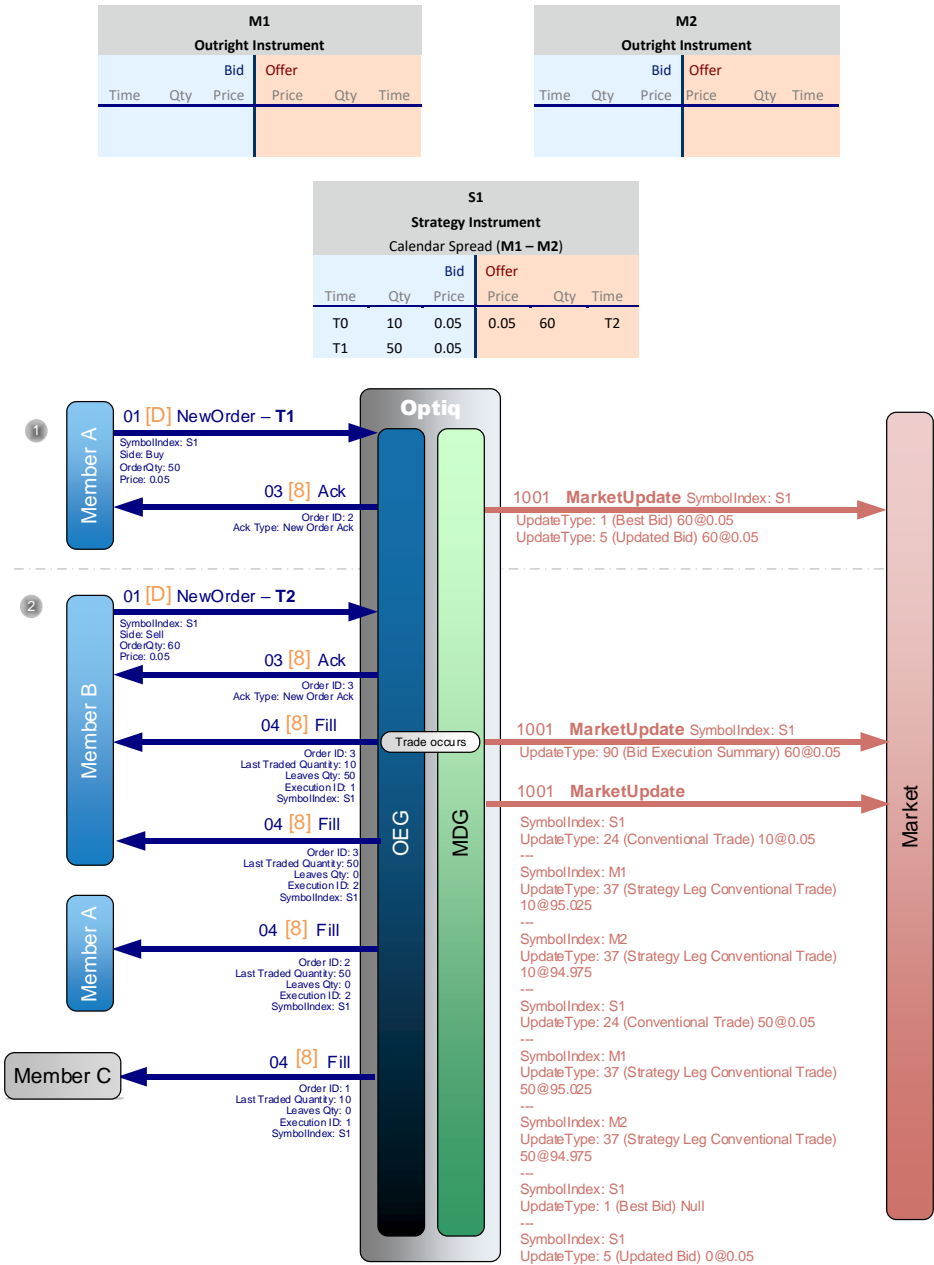 M1
Outright Instrument
Bid Offer
Time Qty Price Price Qty Time
M2
Outright Instrument
Bid Offer
Time Qty Price Price Qty Time
S1
Strategy Instrument
Calendar Spread (M1 – M2)
Bid Offer
Time Qty Price Price Qty Time
T0 10 0.05 0.05 60 T2
T1 50 0.05
Optiq
OEG
MDG
Market
1
Member A
01 [D] NewOrder – T1
SymbolIndex: S1
Side: Buy
OrderQty: 50
Price: 0.05
03 [8] Ack
Order ID: 2
Ack Type: New Order Ack
1001 MarketUpdate SymbolIndex: S1
UpdateType: 1 (Best Bid) 60@0.05
UpdateType: 5 (Updated Bid) 60@0.05
2
Member B
01 [D] NewOrder – T2
SymbolIndex: S1
Side: Sell
OrderQty: 60
Price: 0.05
03 [8] Ack
Order ID: 3
Ack Type: New Order Ack
04 [8] Fill
Order ID: 3
Last Traded Quantity: 10
Leaves Qty: 50
Execution ID: 1
SymbolIndex: S1
Trade occurs
1001 MarketUpdate SymbolIndex: S1
UpdateType: 90 (Bid Execution Summary) 60@0.05
04 [8] Fill
Order ID: 3
Last Traded Quantity: 50
Leaves Qty: 0
Execution ID: 2
SymbolIndex: S1
Member A
04 [8] Fill
Order ID: 2
Last Traded Quantity: 50
Leaves Qty: 0
Execution ID: 2
SymbolIndex: S1
Member C
04 [8] Fill
Order ID: 1
Last Traded Quantity: 10
Leaves Qty: 0
Execution ID: 1
SymbolIndex: S1
1001 MarketUpdate
SymbolIndex: S1
UpdateType: 24 (Conventional Trade) 10@0.05
---
SymbolIndex: M1
UpdateType: 37 (Strategy Leg Conventional Trade)
10@95.025
---
SymbolIndex: M2
UpdateType: 37 (Strategy Leg Conventional Trade)
10@94.975
---
SymbolIndex: S1
UpdateType: 24 (Conventional Trade) 50@0.05
---
SymbolIndex: M1
UpdateType: 37 (Strategy Leg Conventional Trade)
50@95.025
---
SymbolIndex: M2
UpdateType: 37 (Strategy Leg Conventional Trade)
50@94.975
---
SymbolIndex: S1
UpdateType: 1 (Best Bid) Null
---
SymbolIndex: S1
UpdateType: 5 (Updated Bid) 0@0.05